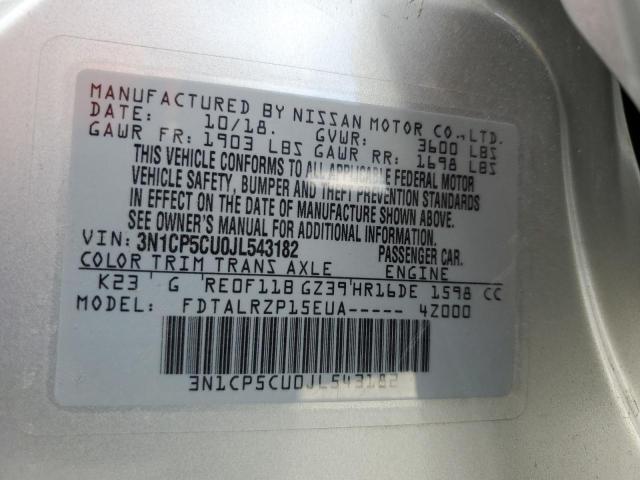 MANUFACTURED BY NISSAN MOTOR CO.,LTD.
DATE: 10/18. GVWR: 3600 LBS
GAWR FR: 1903 LBS GAWR RR: 1698 LBS
THIS VEHICLE CONFORMS TO ALL APPLICABLE FEDERAL MOTOR
VEHICLE SAFETY, BUMPER AND THEFT PREVENTION STANDARDS
IN EFFECT ON THE DATE OF MANUFACTURE SHOWN ABOVE.
SEE OWNER'S MANUAL FOR ADDITIONAL INFORMATION.
VIN: 3N1CP5CU0JL543182 PASSENGER CAR.
COLOR TRIM TRANS AXLE ENGINE
K23 G RE0F11B GZ39 HR16DE 1598 CC
MODEL: FDTALRZP15EUA----- 4Z000
3N1CP5CU0JL543182